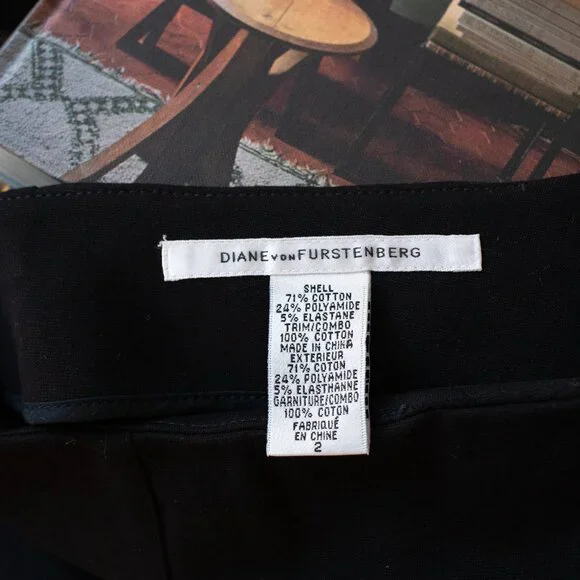 DIANE VON FURSTENBERG
SHELL
71% COTTON
24% POLYAMIDE
5% ELASTANE
TRIM/COMBO
100% COTTON
MADE IN CHINA
EXTERIEUR
71% COTON
24% POLYAMIDE
5% ELASTHANNE
GARNITURE/COMBO
100% COTON
FABRIQUÉ
EN CHINE
2